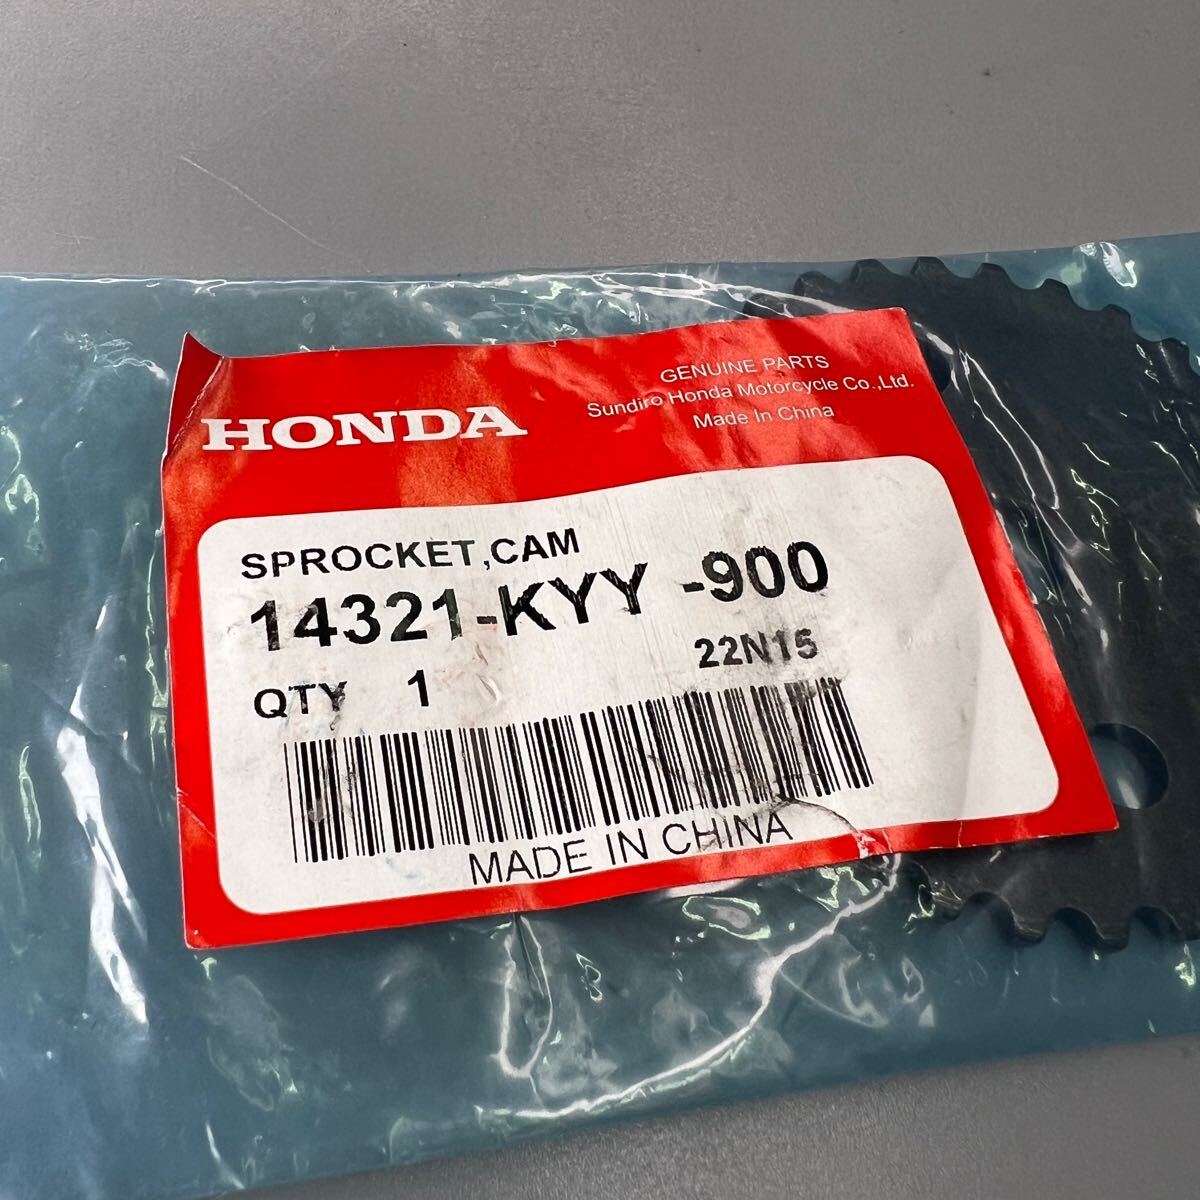 HONDA
GENUINE PARTS
Sundiro Honda Motorcycle Co.,Ltd.
Made In China
SPROCKET,CAM
14321-KYY -900
QTY 1 22N15
MADE IN CHINA